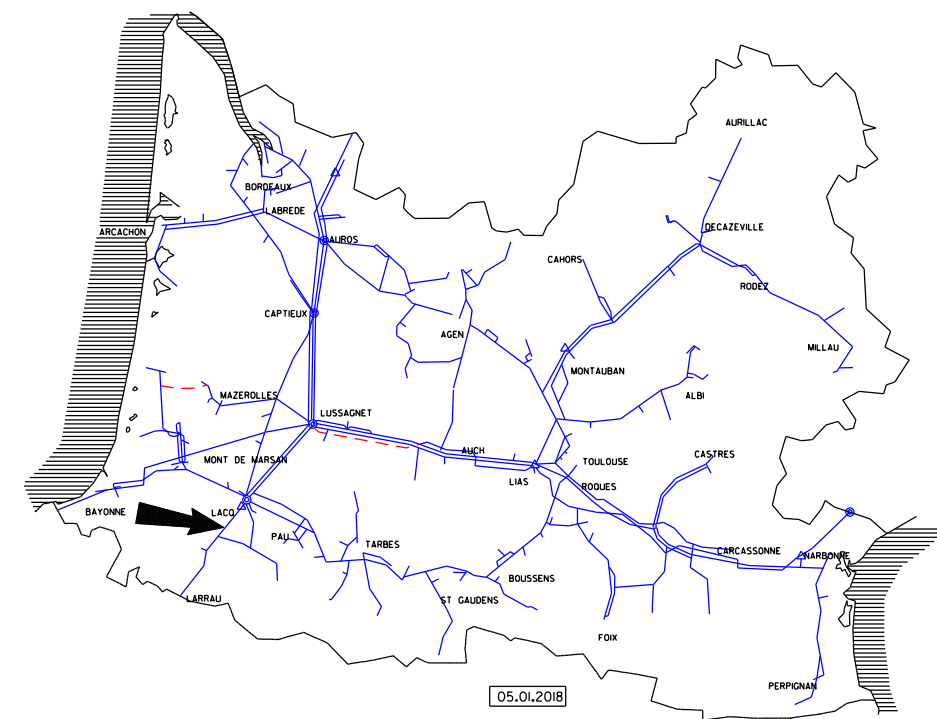 AURILLAC
BORDEAUX
LABREDE
ARCACHON
AUROS
DECAZEVILLE
CAHORS
RODEZ
CAPTIEUX
AGEN
MILLAU
MONTAUBAN
MAZEROLLES
ALBI
LUSSAGNET
AUCH
CASTRES
MONT DE MARSAN
TOULOUSE
LIAS
ROQUES
BAYONNE
LACQ
PAU
TARBES
CARCASSONNE
NARBONNE
BOUSSENS
LARRAU
ST GAUDENS
FOIX
PERPIGNAN
05.01.2018